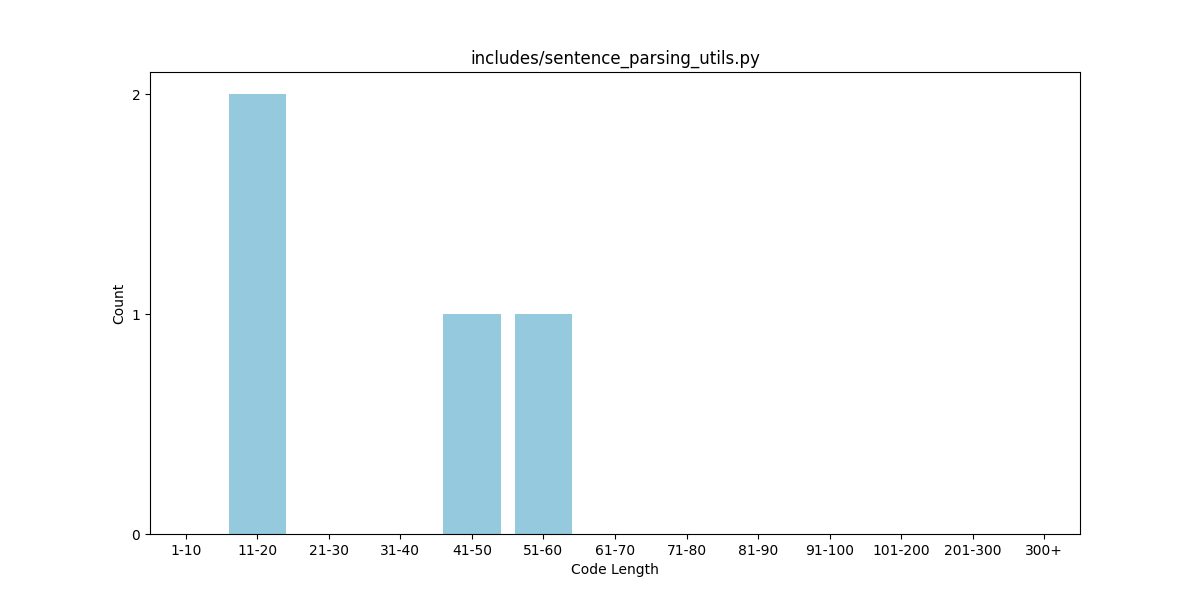 includes/sentence_parsing_utils.py
Count
2
1
0
1-10 11-20 21-30 31-40 41-50 51-60 61-70 71-80 81-90 91-100 101-200 201-300 300+
Code Length